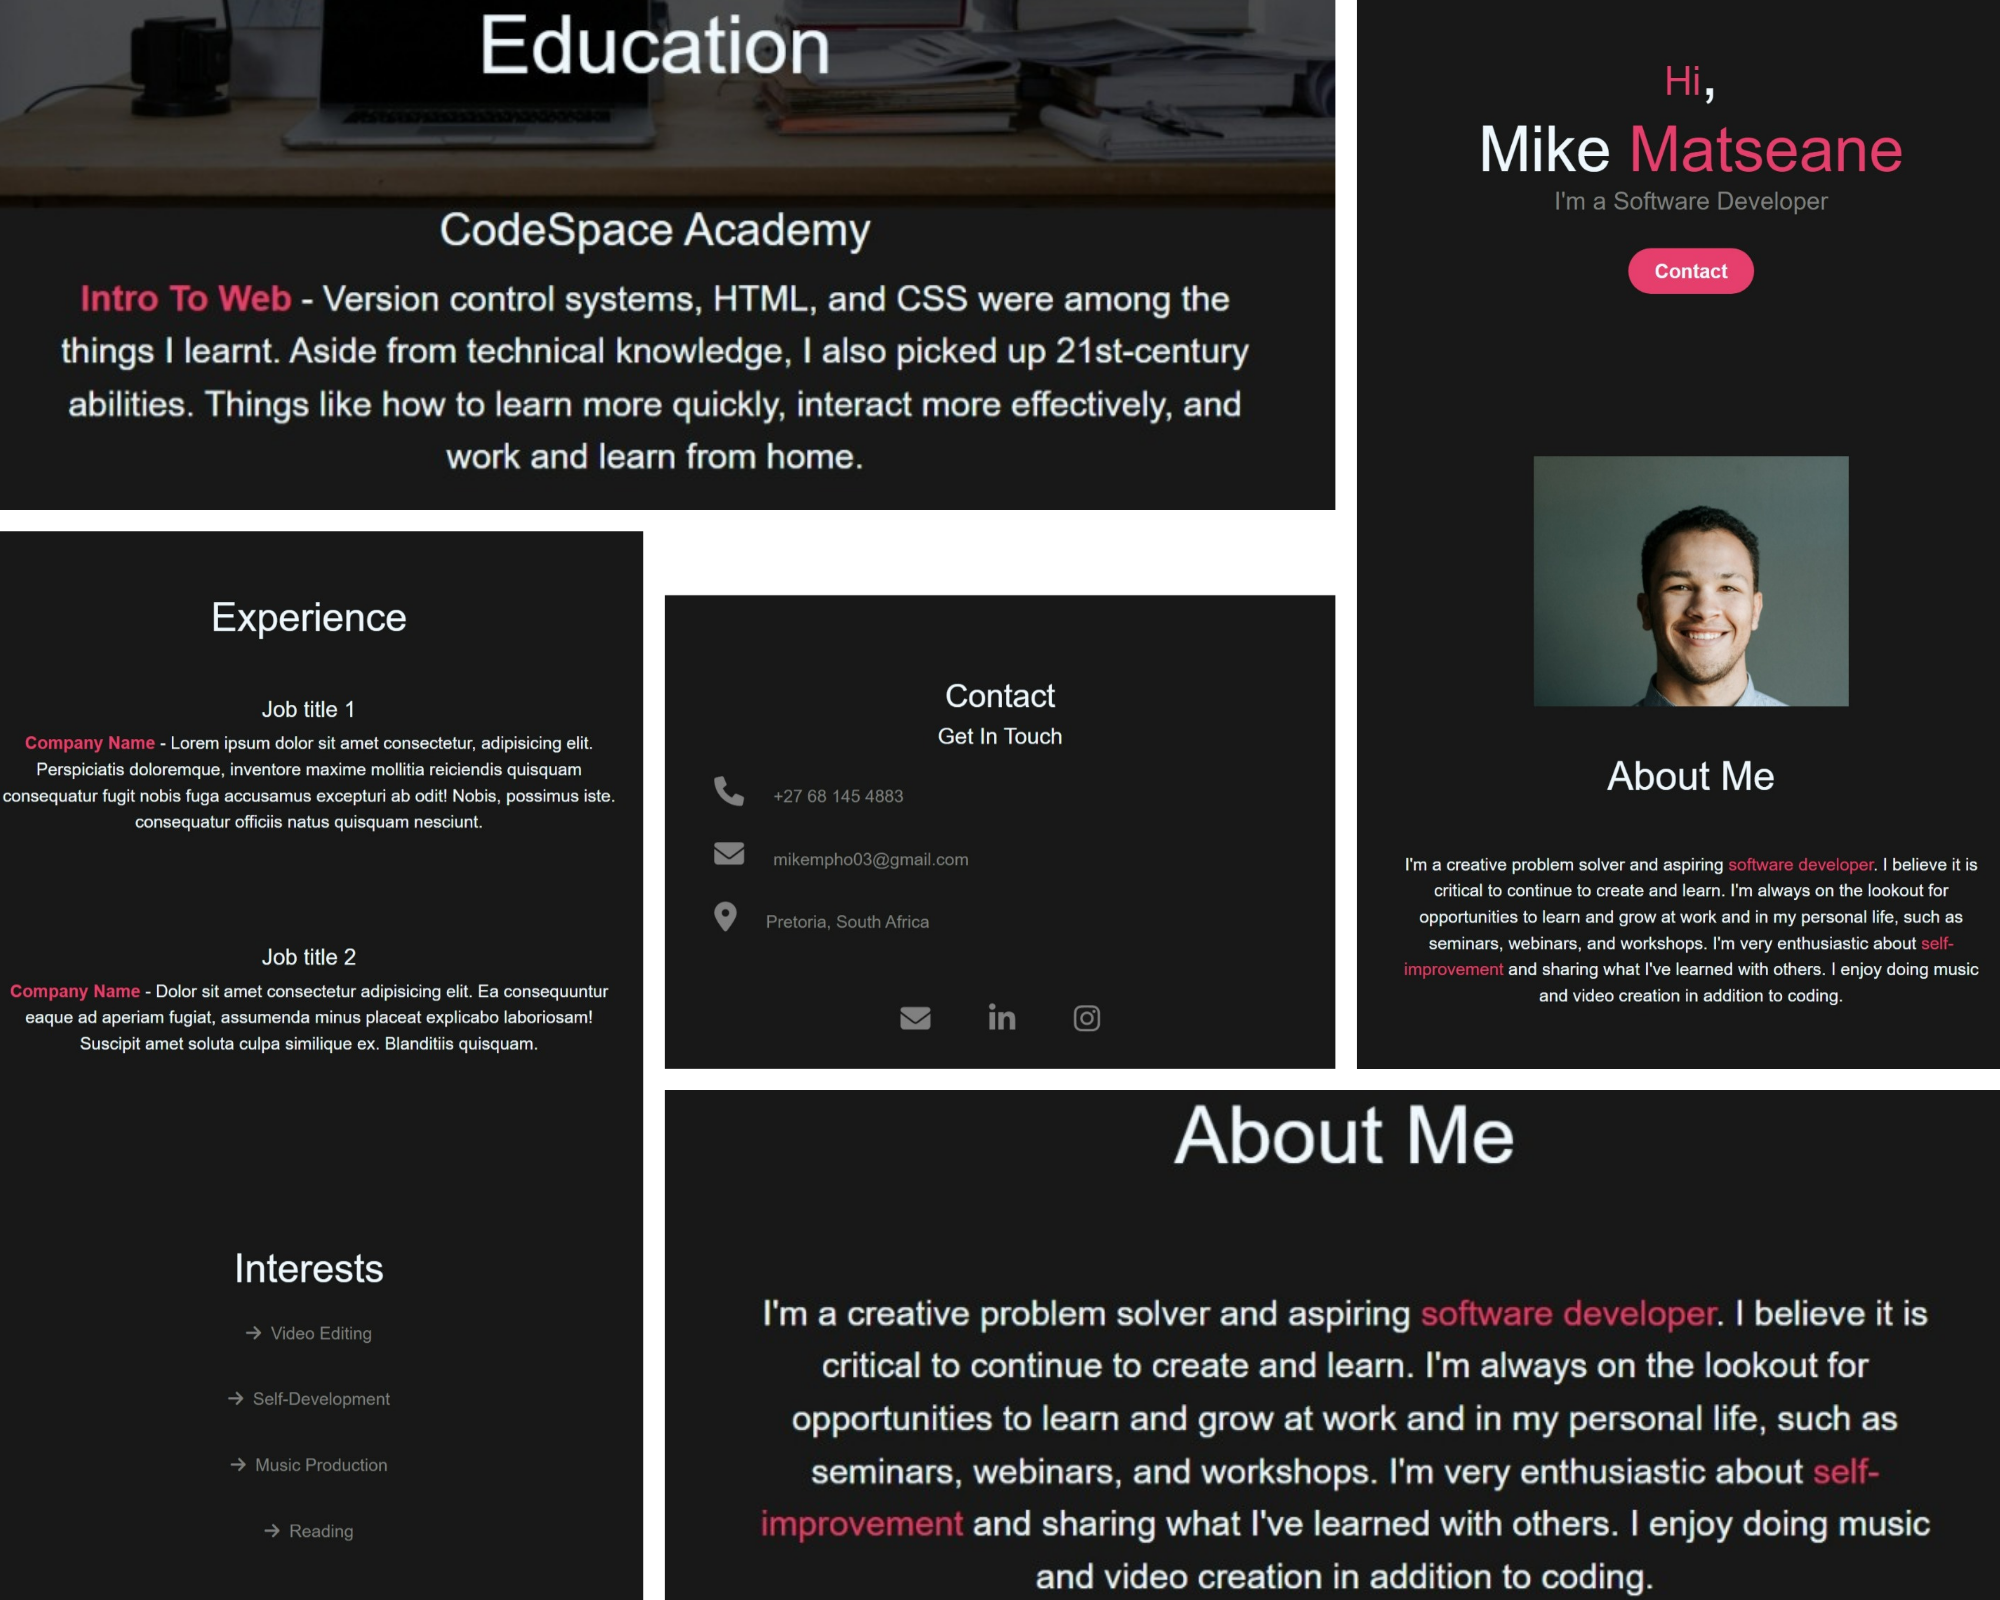 Education
CodeSpace Academy
Intro To Web - Version control systems, HTML, and CSS were among the
things I learnt. Aside from technical knowledge, I also picked up 21st-century
abilities. Things like how to learn more quickly, interact more effectively, and
work and learn from home.
Hi,
Mike Matseane
I'm a Software Developer
Contact
About Me
I'm a creative problem solver and aspiring software developer. I believe it is
critical to continue to create and learn. I'm always on the lookout for
opportunities to learn and grow at work and in my personal life, such as
seminars, webinars, and workshops. I'm very enthusiastic about self-
improvement and sharing what I've learned with others. I enjoy doing music
and video creation in addition to coding.
Experience
Job title 1
Company Name - Lorem ipsum dolor sit amet consectetur, adipisicing elit.
Perspiciatis doloremque, inventore maxime mollitia reiciendis quisquam
consequatur fugit nobis fuga accusamus excepturi ab odit! Nobis, possimus iste.
consequatur officiis natus quisquam nesciunt.
Job title 2
Company Name - Dolor sit amet consectetur adipisicing elit. Ea consequuntur
eaque ad aperiam fugiat, assumenda minus placeat explicabo laboriosam!
Suscipit amet soluta culpa similique ex. Blanditiis quisquam.
Interests
Video Editing
Self-Development
Music Production
Reading
Contact
Get In Touch
+27 68 145 4883
mikempho03@gmail.com
Pretoria, South Africa
in
About Me
I'm a creative problem solver and aspiring software developer. I believe it is
critical to continue to create and learn. I'm always on the lookout for
opportunities to learn and grow at work and in my personal life, such as
seminars, webinars, and workshops. I'm very enthusiastic about self-
improvement and sharing what I've learned with others. I enjoy doing music
and video creation in addition to coding.